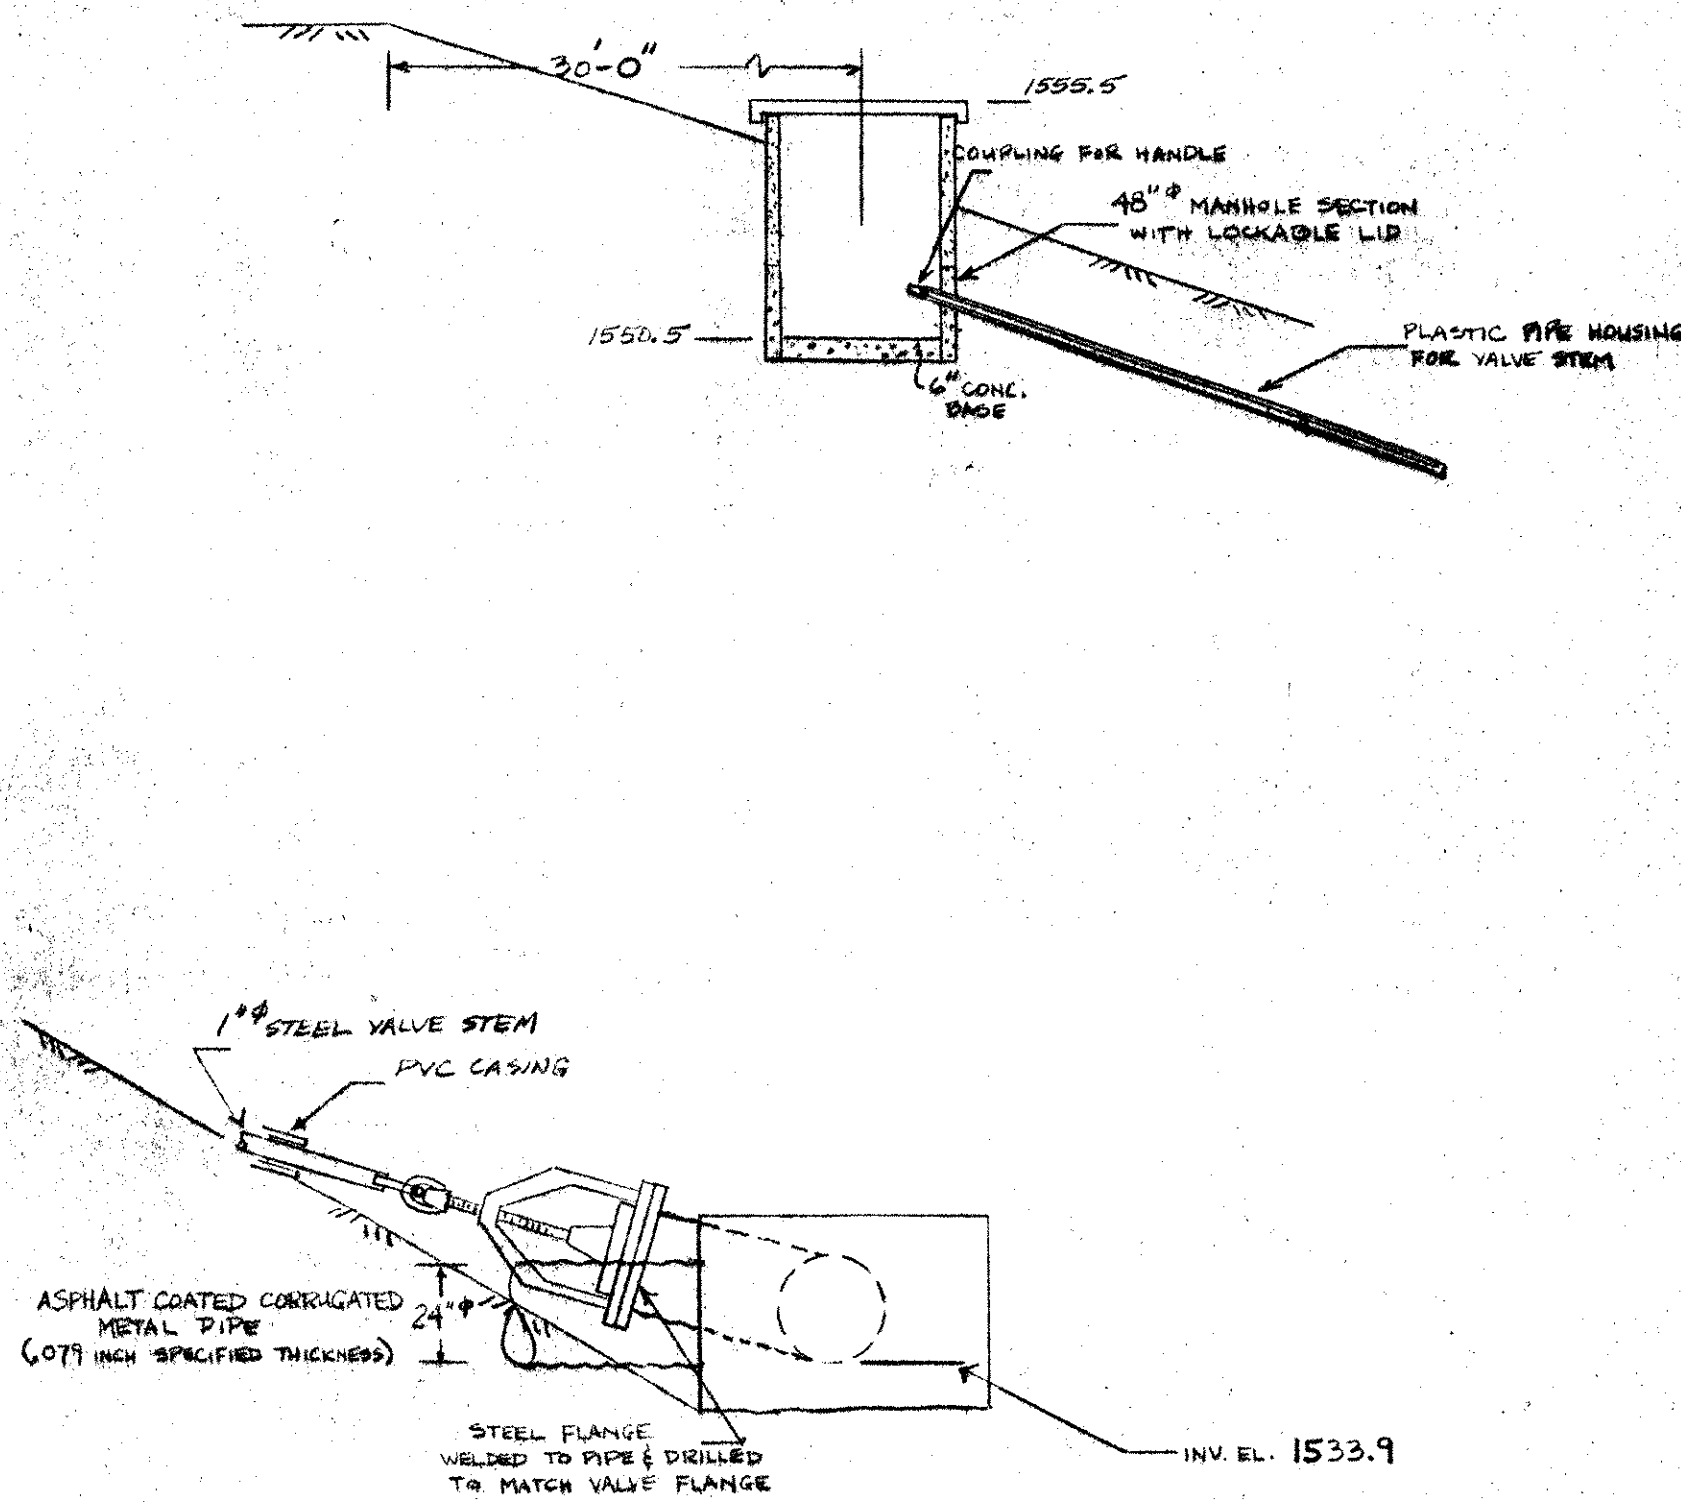 30'-0"
1555.5
COUPLING FOR HANDLE
48"⌀ MANHOLE SECTION
WITH LOCKABLE LID
1550.5
PLASTIC PIPE HOUSING
FOR VALVE STEM
6" CONC.
BASE
1"⌀ STEEL VALVE STEM
PVC CASING
ASPHALT COATED CORRUGATED
METAL PIPE
(.079 INCH SPECIFIED THICKNESS)
24"⌀
STEEL FLANGE
WELDED TO PIPE & DRILLED
TO MATCH VALVE FLANGE
INV. EL. 1533.9